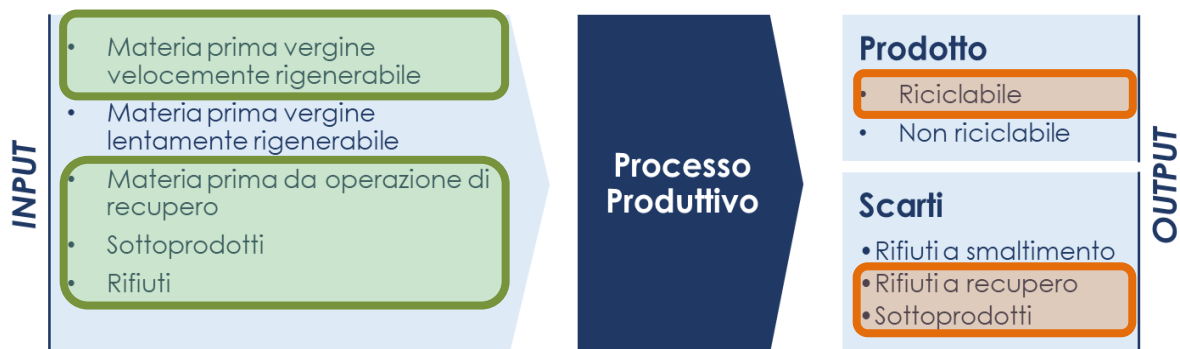 INPUT
• Materia prima vergine
velocemente rigenerabile
• Materia prima vergine
lentamente rigenerabile
• Materia prima da operazione di
recupero
• Sottoprodotti
• Rifiuti
Processo
Produttivo
Prodotto
• Riciclabile
• Non riciclabile
Scarti
•Rifiuti a smaltimento
•Rifiuti a recupero
•Sottoprodotti
OUTPUT